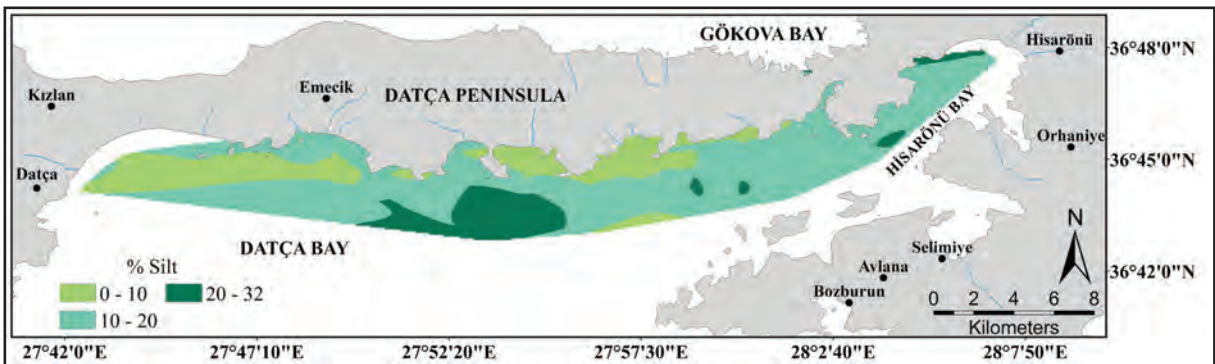 GÖKOVA BAY
Hisarönü
36°48'0"N
Kızlan
Emecik
DATÇA PENINSULA
HİSARÖNÜ BAY
Orhaniye
36°45'0"N
Datça
DATÇA BAY
N
Selimiye
Avlana
Bozburun
36°42'0"N
% Silt
0 - 10
20 - 32
10 - 20
0 2 4 6 8
Kilometers
27°42'0"E
27°47'10"E
27°52'20"E
27°57'30"E
28°2'40"E
28°7'50"E